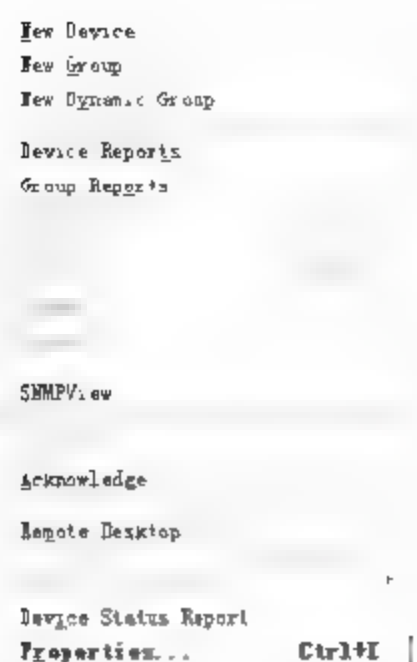 New Device
New Group
New Dynamic Group
Device Reports
Group Reports
SNMPView
Acknowledge
Remote Desktop
Device Status Report
Properties... Ctrl+I